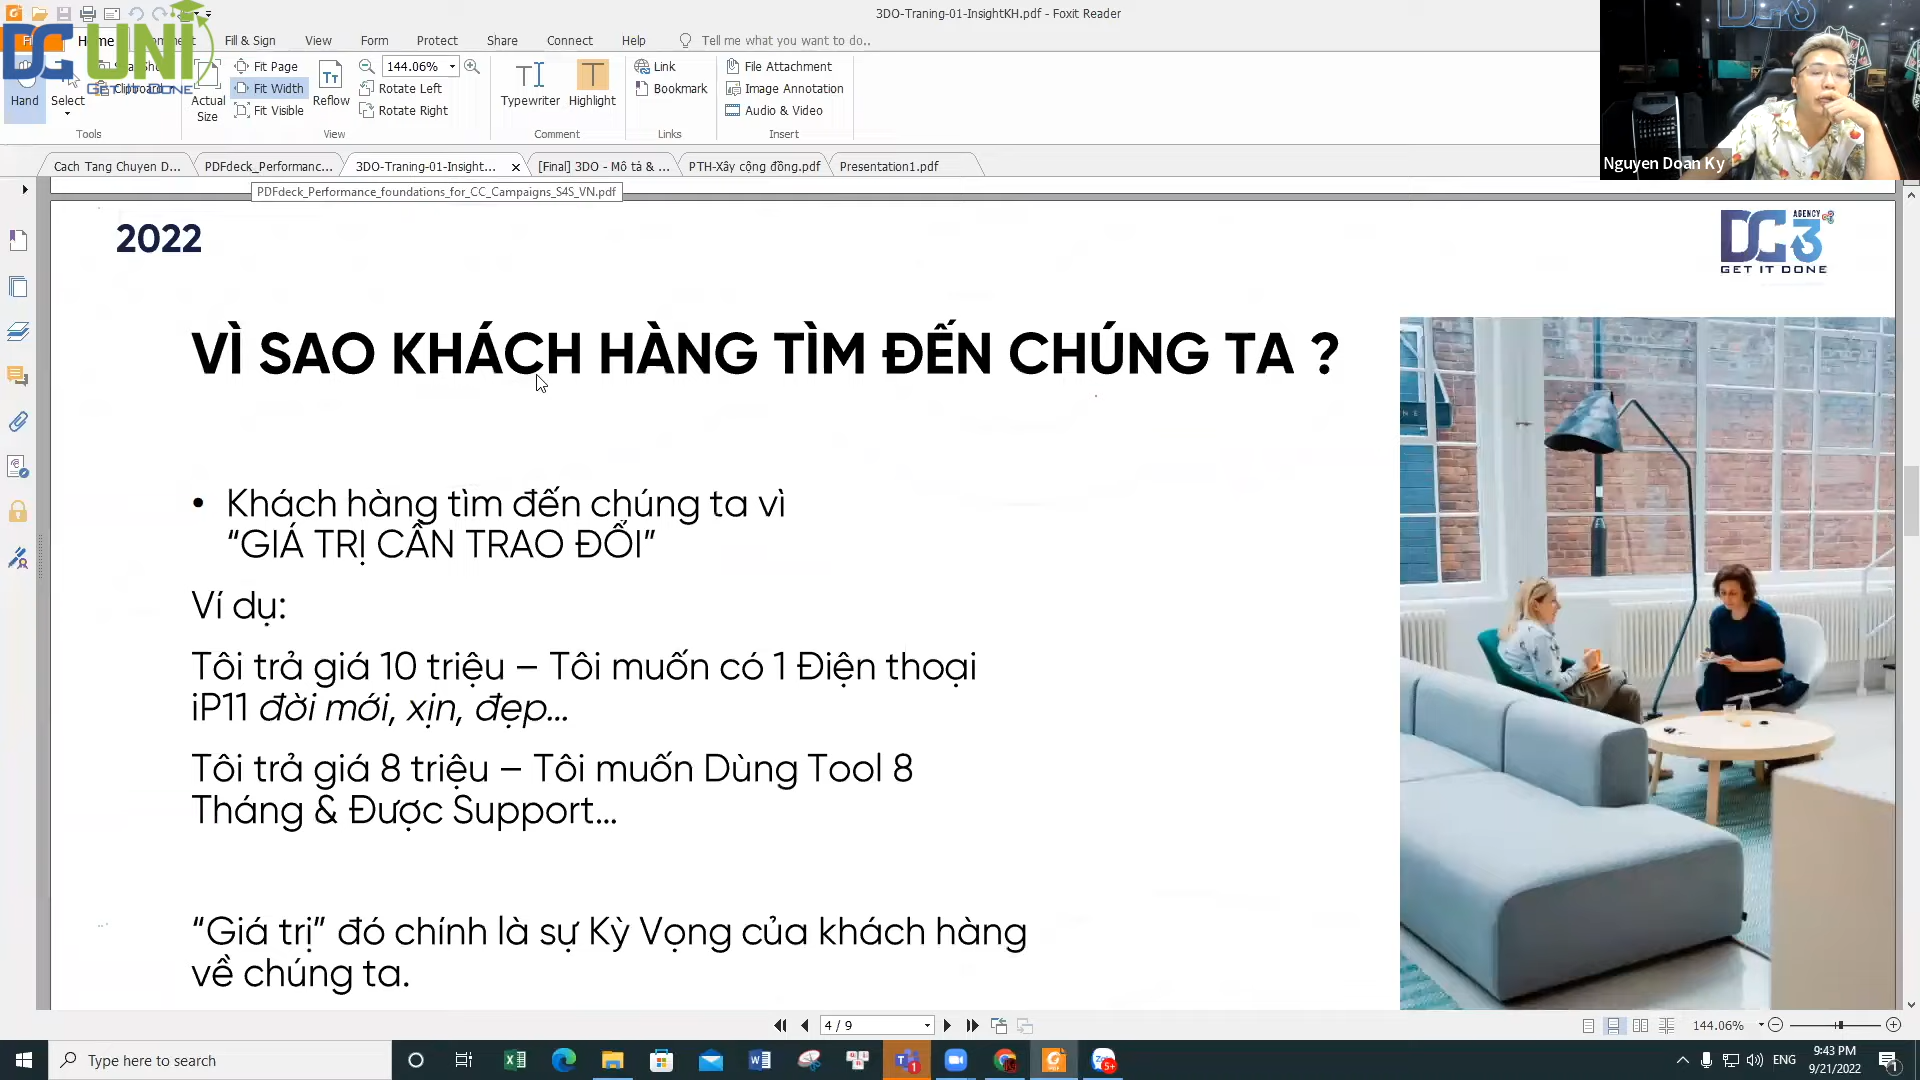 3DO-Traning-01-InsightKH.pdf - Foxit Reader
UNI
GET IT DONE
Home
Fill & Sign
View
Form
Protect
Share
Connect
Help
Tell me what you want to do..
Hand
Select
Clipboard
Actual
Size
Fit Page
Fit Width
Fit Visible
Reflow
144.06%
Rotate Left
Rotate Right
Typewriter
Highlight
Link
Bookmark
File Attachment
Image Annotation
Audio & Video
Tools
View
Comment
Links
Insert
Nguyen Doan Ky
Cach Tang Chuyen D...
PDFdeck_Performanc...
3DO-Traning-01-Insight...
[Final] 3DO - Mô tả & ...
PTH-Xây cộng đồng.pdf
Presentation1.pdf
PDFdeck_Performance_foundations_for_CC_Campaigns_S4S_VN.pdf
2022
AGENCY
GET IT DONE
VÌ SAO KHÁCH HÀNG TÌM ĐẾN CHÚNG TA ?
• Khách hàng tìm đến chúng ta vì
“GIÁ TRỊ CẦN TRAO ĐỔI”
Ví dụ:
Tôi trả giá 10 triệu – Tôi muốn có 1 Điện thoại
iP11 đời mới, xịn, đẹp...
Tôi trả giá 8 triệu – Tôi muốn Dùng Tool 8
Tháng & Được Support...
“Giá trị” đó chính là sự Kỳ Vọng của khách hàng
về chúng ta.
4 / 9
144.06%
Type here to search
ENG
9:43 PM
9/21/2022